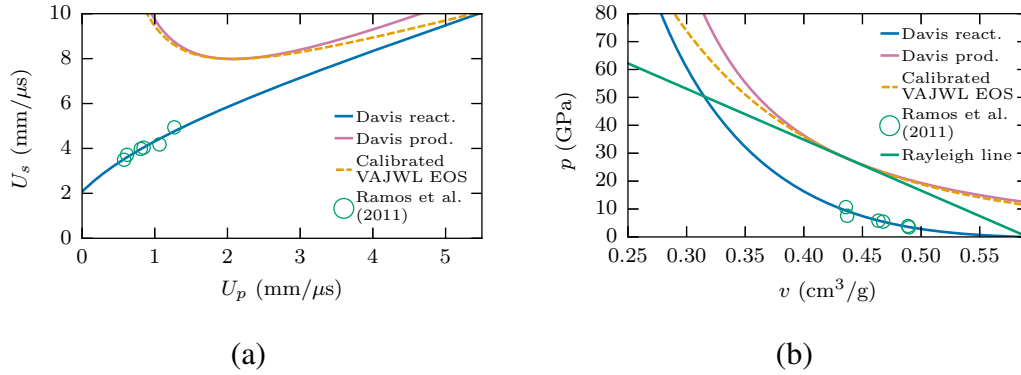 10
8
6
4
2
0
U_s (mm/μs)
Davis react.
Davis prod.
Calibrated
VAJWL EOS
Ramos et al.
(2011)
0 1 2 3 4 5
U_p (mm/μs)
(a)
80
70
60
50
40
30
20
10
0
p (GPa)
Davis react.
Davis prod.
Calibrated
VAJWL EOS
Ramos et al.
(2011)
Rayleigh line
0.25 0.30 0.35 0.40 0.45 0.50 0.55
v (cm³/g)
(b)